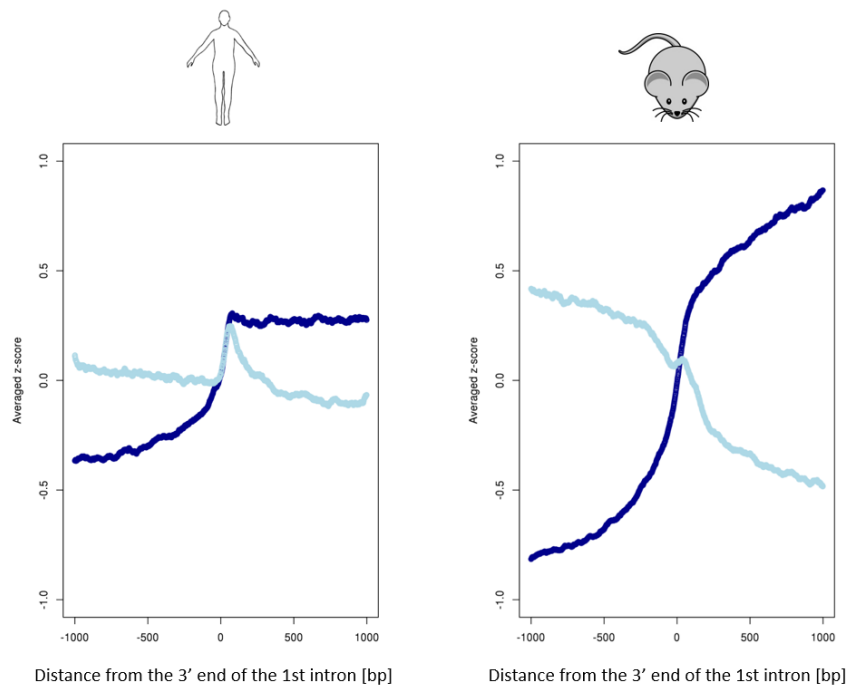 1.0
0.5
0.0
-0.5
-1.0
Averaged z-score
-1000 -500 0 500 1000
Distance from the 3’ end of the 1st intron [bp]
1.0
0.5
0.0
-0.5
-1.0
Averaged z-score
-1000 -500 0 500 1000
Distance from the 3’ end of the 1st intron [bp]